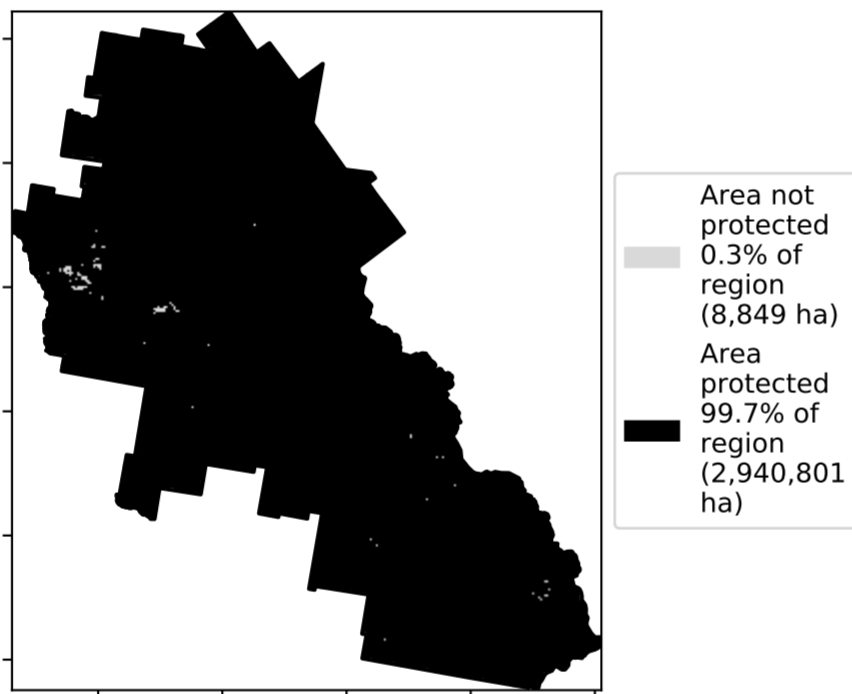 Area not
protected
0.3% of
region
(8,849 ha)
Area
protected
99.7% of
region
(2,940,801
ha)